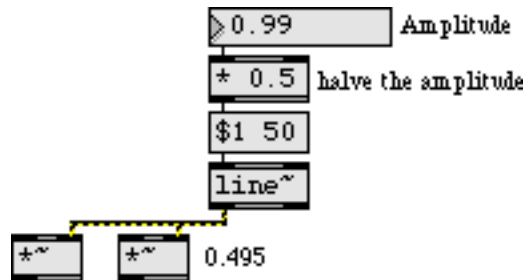 0.99 Amplitude
* 0.5 halve the amplitude
$1 50
line~
*~ *~ 0.495